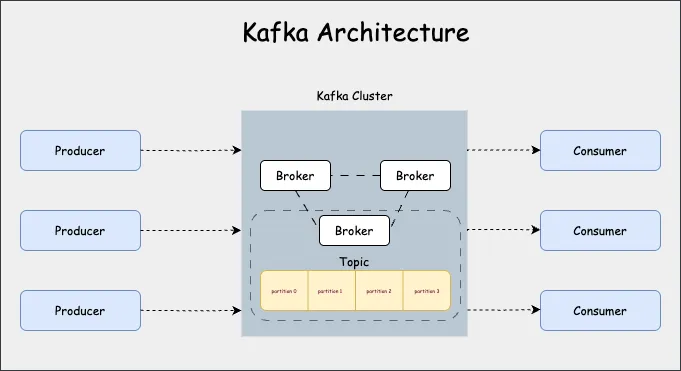 Kafka Architecture
Kafka Cluster
Producer
Consumer
Broker
Broker
Producer
Broker
Consumer
Topic
partition 0
partition 1
partition 2
partition 3
Producer
Consumer